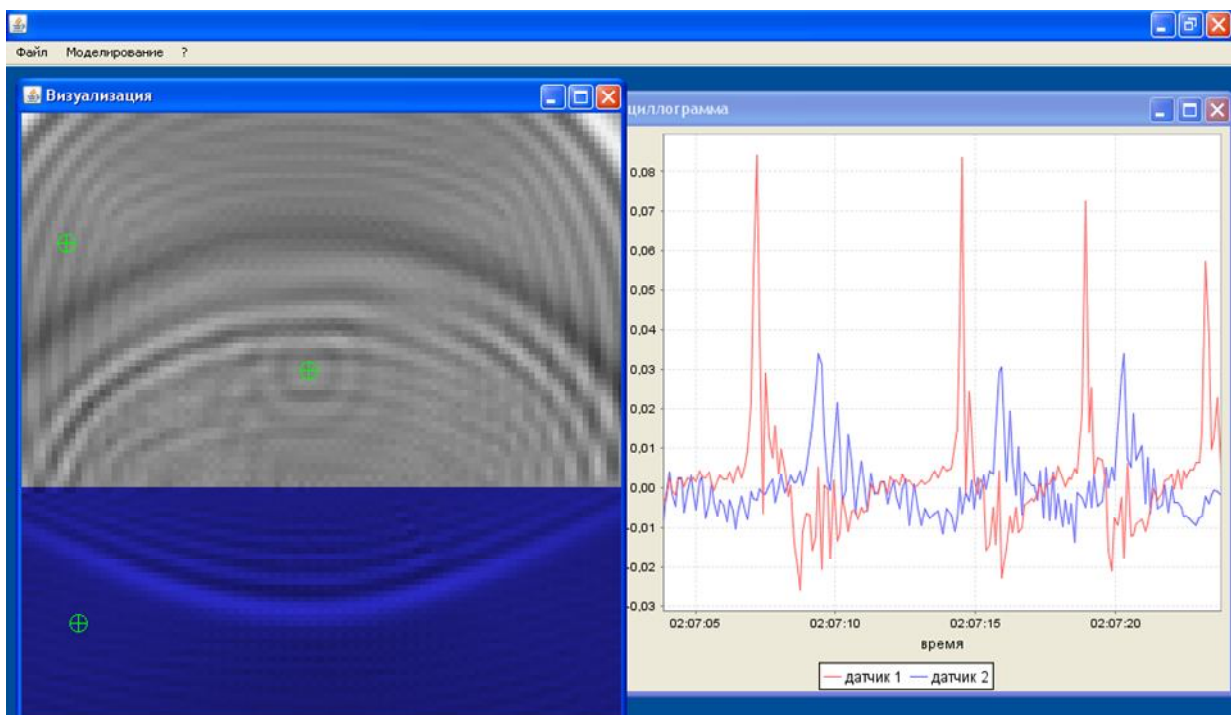 Файл Моделирование ?
Визуализация
циллограмма
0,08
0,07
0,06
0,05
0,04
0,03
0,02
0,01
0,00
-0,01
-0,02
-0,03
02:07:05 02:07:10 02:07:15 02:07:20
время
датчик 1 датчик 2